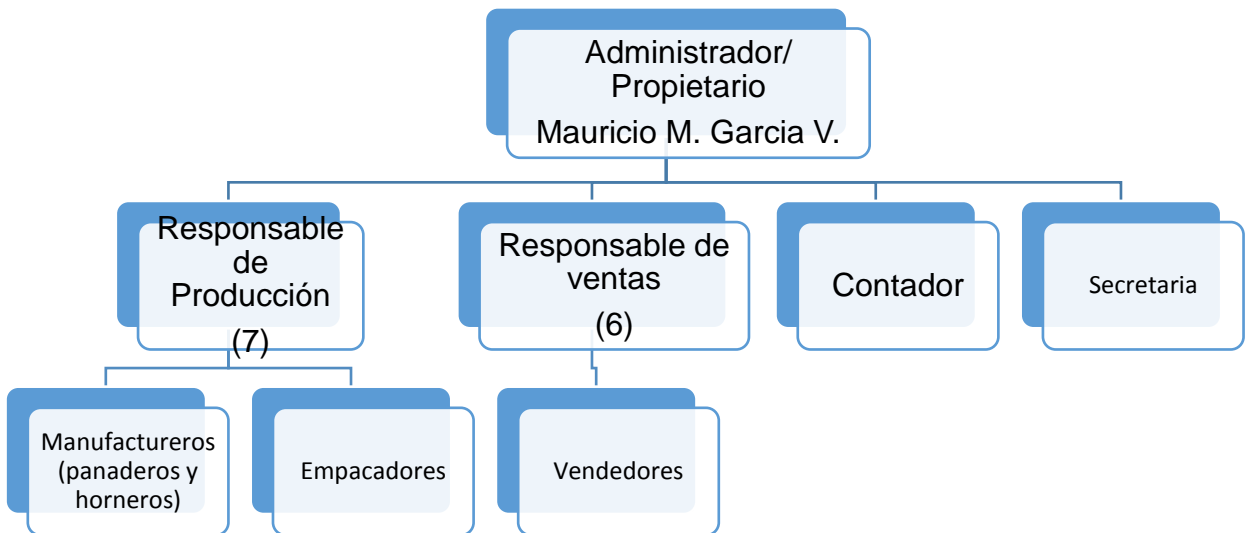 Administrador/
Propietario
Mauricio M. Garcia V.
Responsable
de
Producción
(7)
Responsable de
ventas
(6)
Contador
Secretaria
Manufactureros
(panaderos y
horneros)
Empacadores
Vendedores